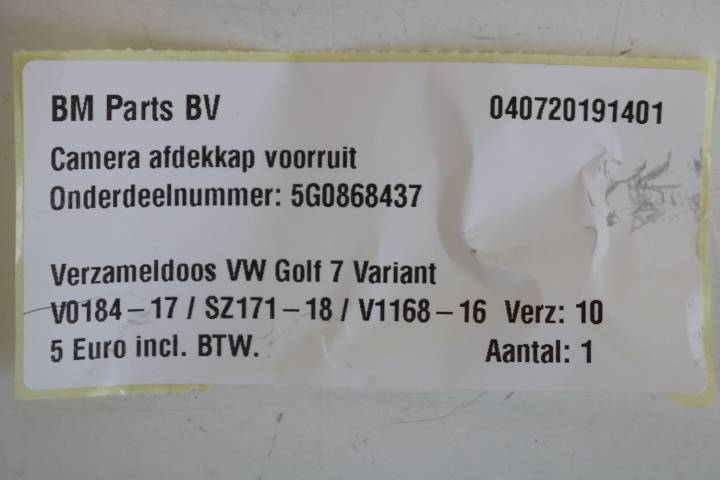 BM Parts BV 040720191401
Camera afdekkap voorruit
Onderdeelnummer: 5G0868437
Verzameldoos VW Golf 7 Variant
V0184-17 / SZ171-18 / V1168-16 Verz: 10
5 Euro incl. BTW. Aantal: 1